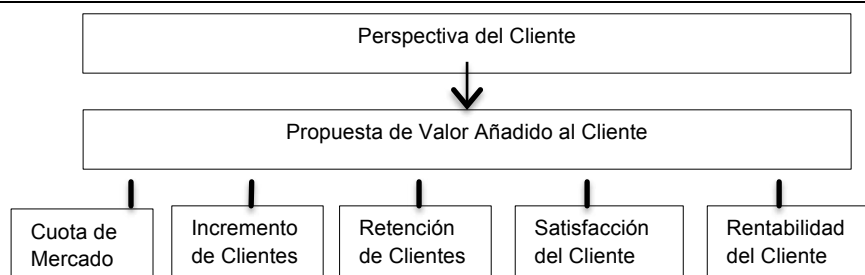 Perspectiva del Cliente
Propuesta de Valor Añadido al Cliente
Cuota de
Mercado
Incremento
de Clientes
Retención
de Clientes
Satisfacción
del Cliente
Rentabilidad
del Cliente